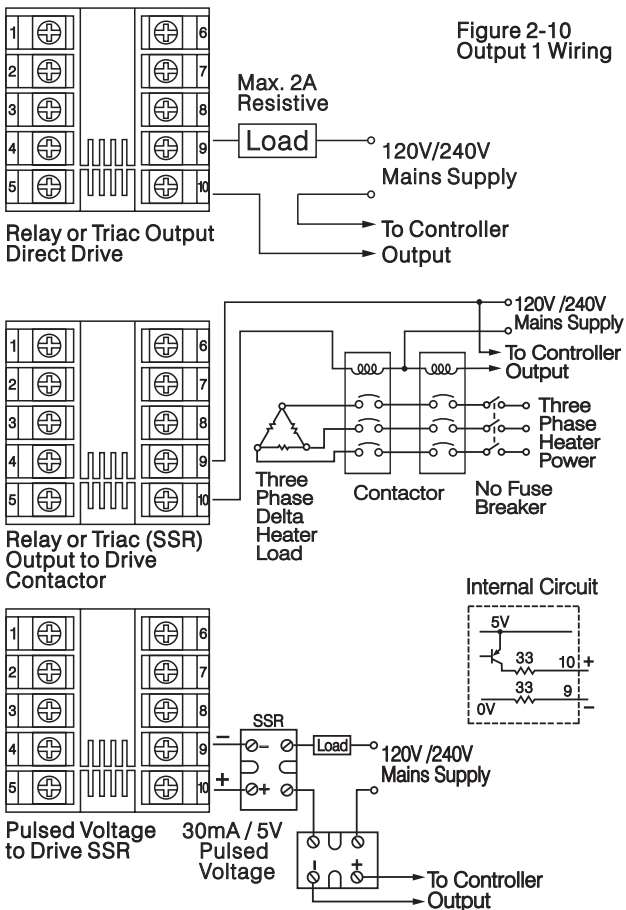 Figure 2-10
Output 1 Wiring
1
6
2
7
3
8
4
9
5
10
Max. 2A
Resistive
Load
120V/240V
Mains Supply
To Controller
Output
Relay or Triac Output
Direct Drive
1
6
2
7
3
8
4
9
5
10
120V /240V
Mains Supply
To Controller
Output
Three
Phase
Heater
Power
Three
Phase
Delta
Heater
Load
Contactor
No Fuse
Breaker
Relay or Triac (SSR)
Output to Drive
Contactor
Internal Circuit
5V
33
10
+
33
9
0V
−
1
6
2
7
3
8
4
9
5
10
−
+
SSR
−
+
Load
120V /240V
Mains Supply
Pulsed Voltage
to Drive SSR
30mA / 5V
Pulsed
Voltage
−
+
To Controller
Output